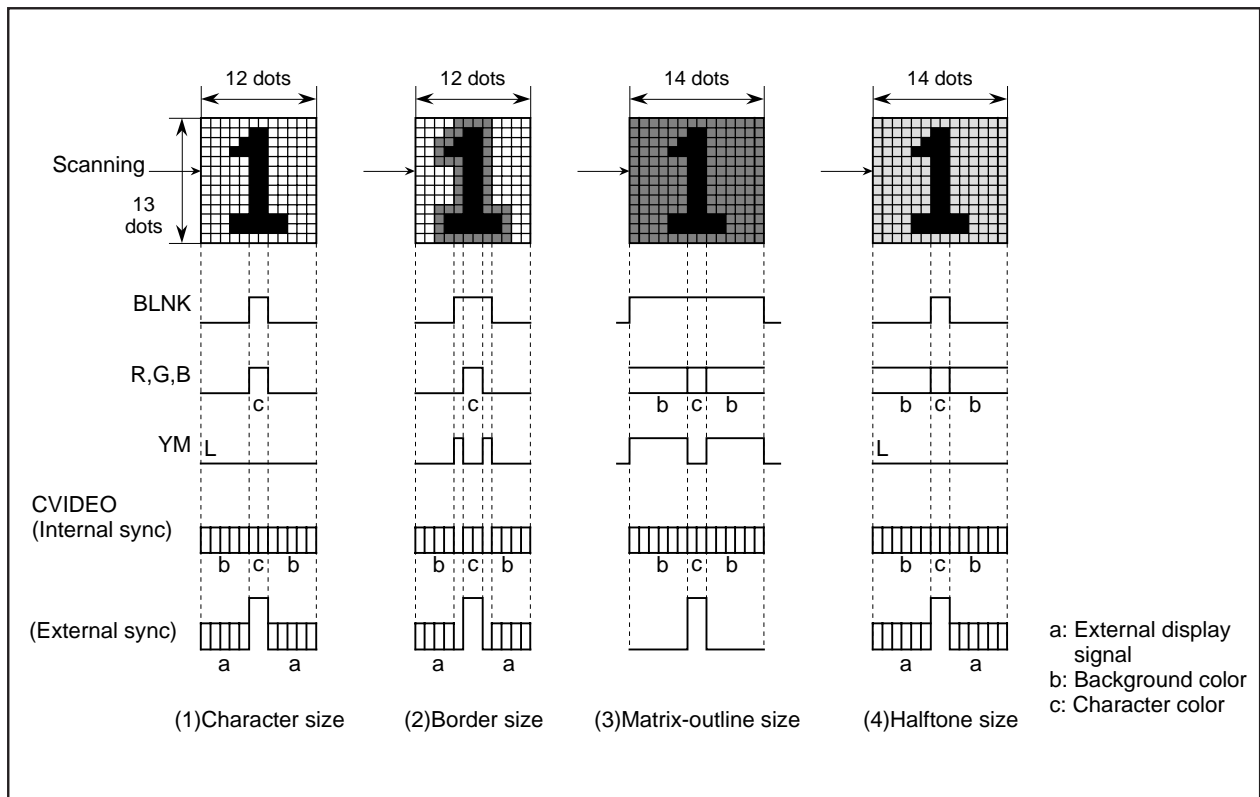 12 dots
12 dots
14 dots
14 dots
Scanning
13
dots
1
1
1
1
BLNK
R,G,B
c
c
b c b
b c b
YM
L
L
CVIDEO
(Internal sync)
b c b
b c b
b c b
b c b
(External sync)
a a
a a
a a
a: External display
signal
b: Background color
c: Character color
(1)Character size
(2)Border size
(3)Matrix-outline size
(4)Halftone size